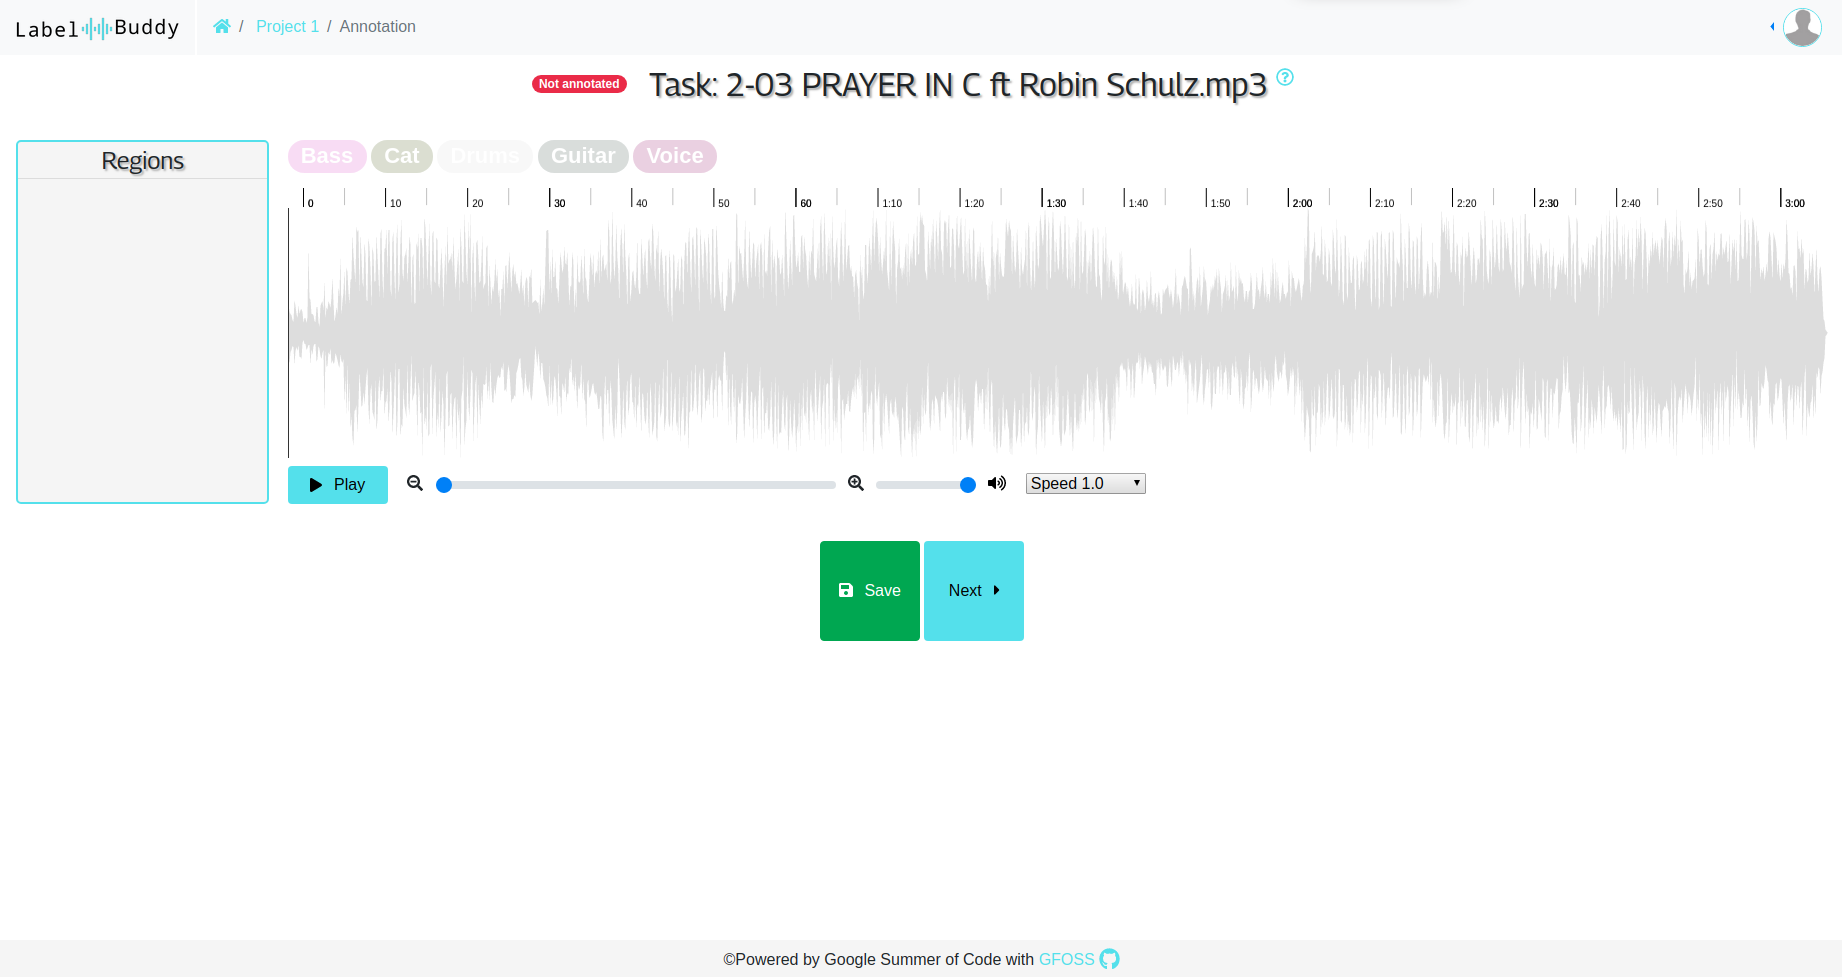 Label Buddy
/ Project 1 / Annotation
Not annotated Task: 2-03 PRAYER IN C ft Robin Schulz.mp3
Regions
Bass Cat Drums Guitar Voice
0 10 20 30 40 50 60 1:10 1:20 1:30 1:40 1:50 2:00 2:10 2:20 2:30 2:40 2:50 3:00
Play Speed 1.0
Save Next
©Powered by Google Summer of Code with GFOSS